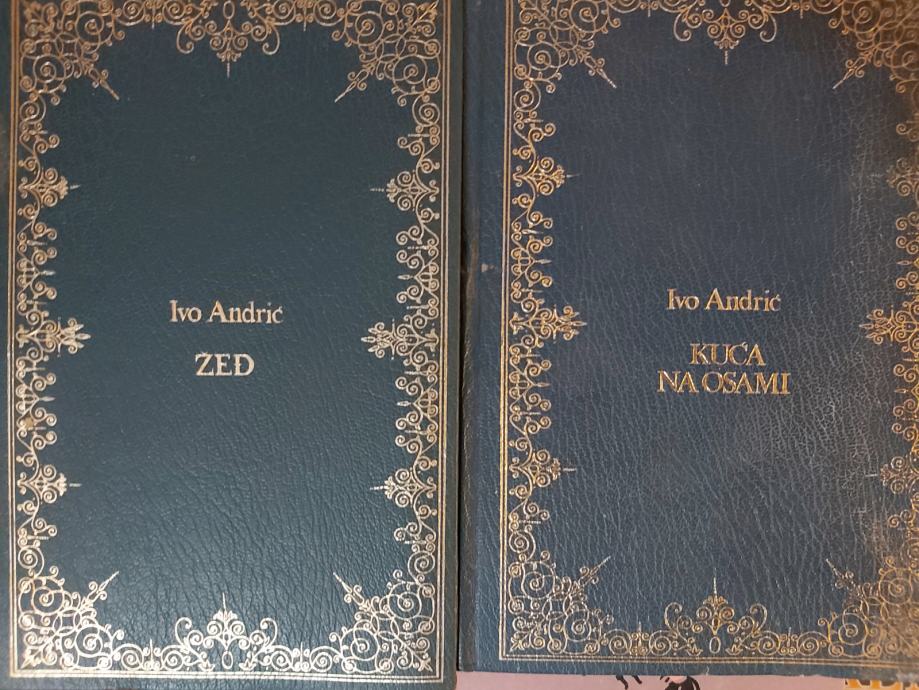 Ivo Andrić
ŽEĐ
Ivo Andrić
KUĆA
NA OSAMI